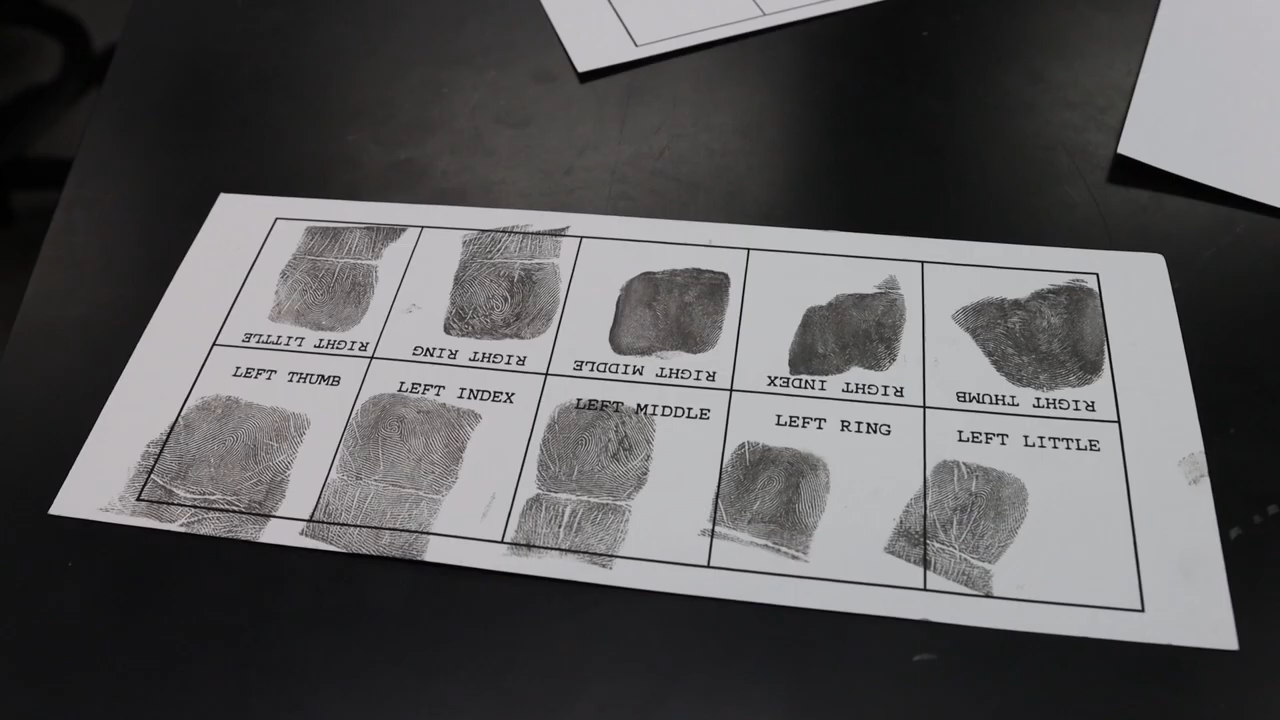 RIGHT LITTLE
RIGHT RING
RIGHT MIDDLE
RIGHT INDEX
RIGHT THUMB
LEFT THUMB
LEFT INDEX
LEFT MIDDLE
LEFT RING
LEFT LITTLE